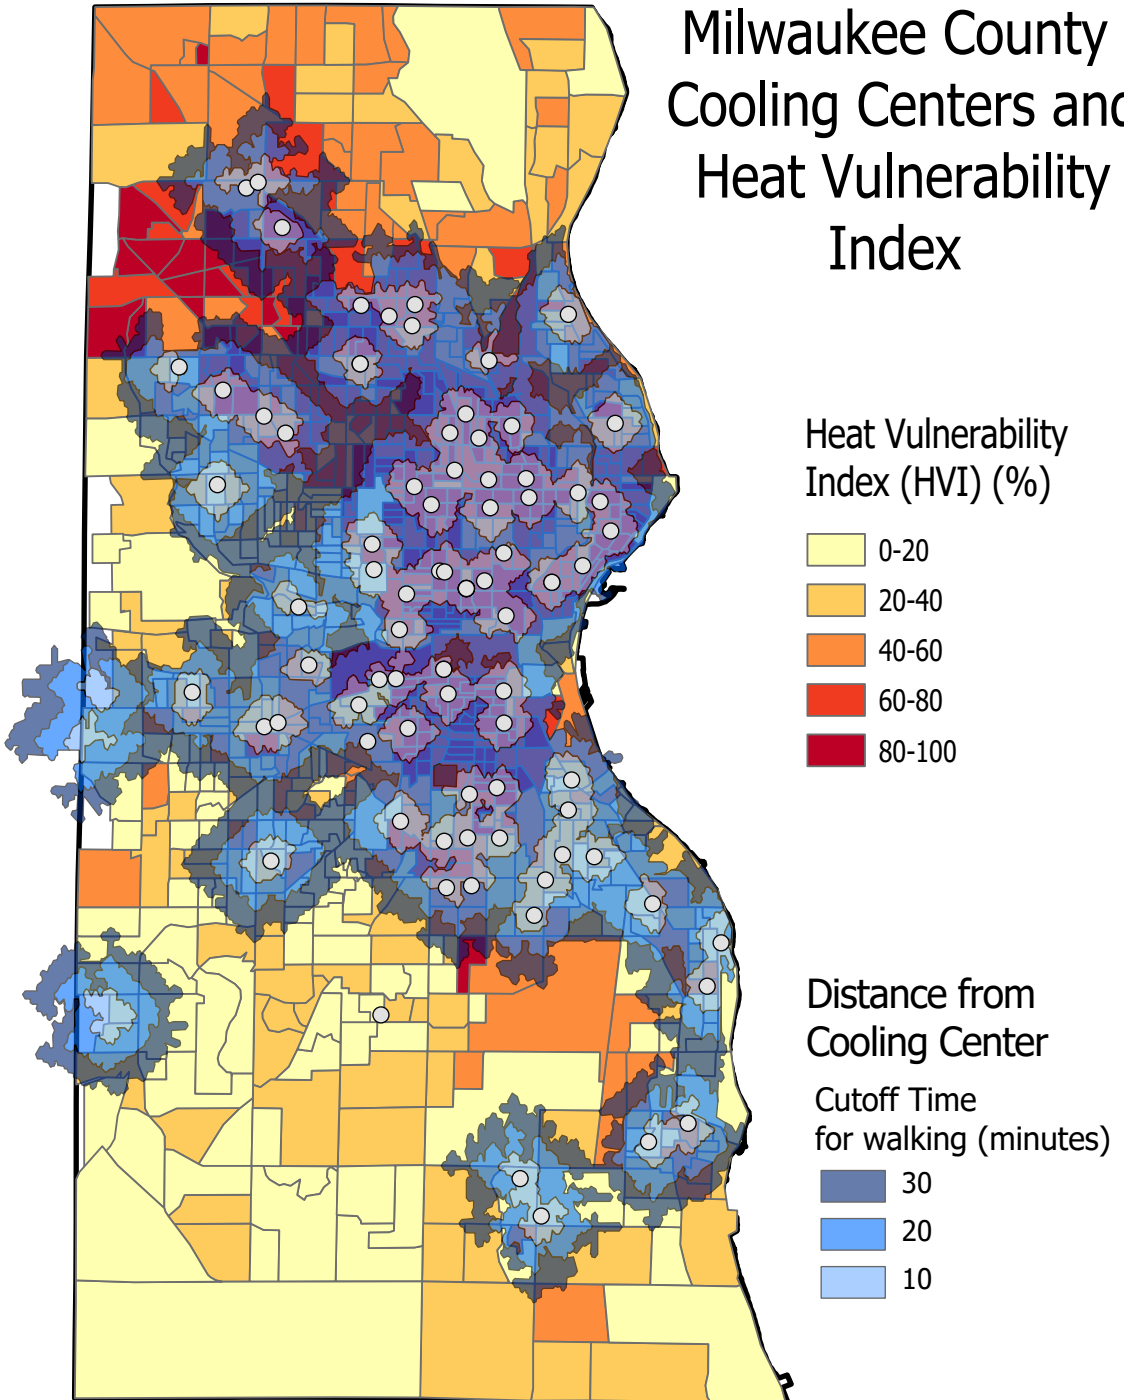 Milwaukee County
Cooling Centers and
Heat Vulnerability
Index
Heat Vulnerability
Index (HVI) (%)
0-20
20-40
40-60
60-80
80-100
Distance from
Cooling Center
Cutoff Time
for walking (minutes)
30
20
10